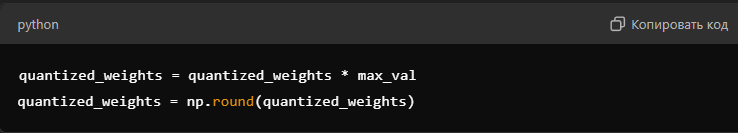 python
Копировать код
quantized_weights = quantized_weights * max_val
quantized_weights = np.round(quantized_weights)